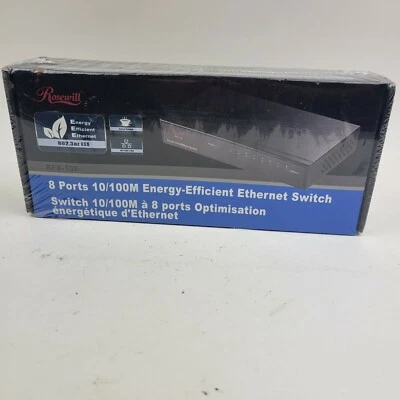 Rosewill
Energy
Efficient
Ethernet
802.3az EEE
8 Ports 10/100M Energy-Efficient Ethernet Switch
Switch 10/100M à 8 ports Optimisation
énergétique d'Ethernet